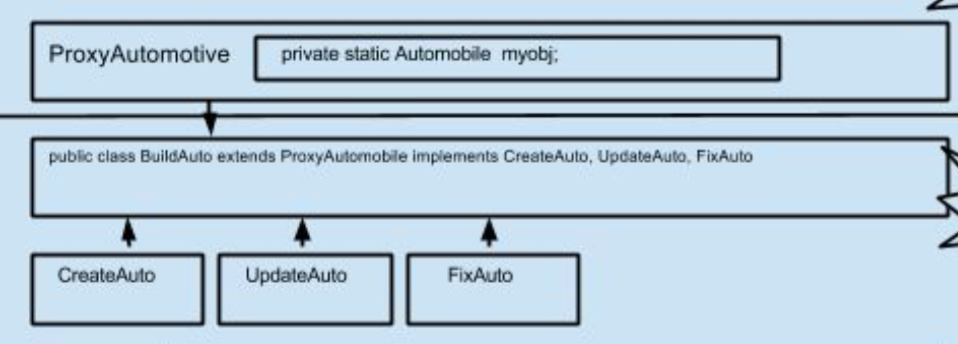 ProxyAutomotive private static Automobile myobj;
public class BuildAuto extends ProxyAutomobile implements CreateAuto, UpdateAuto, FixAuto
CreateAuto UpdateAuto FixAuto